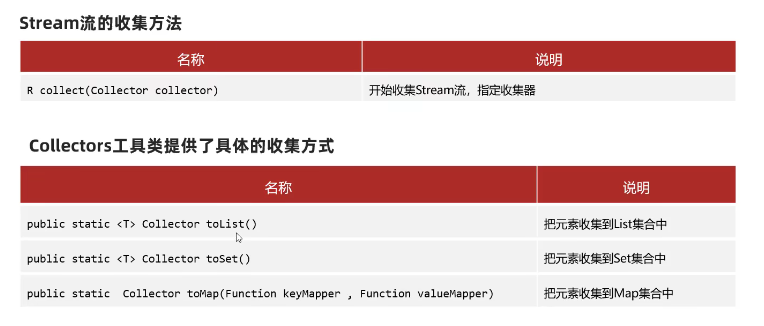 Stream流的收集方法
名称 说明
R collect(Collector collector) 开始收集Stream流，指定收集器
Collectors工具类提供了具体的收集方式
名称 说明
public static <T> Collector toList() 把元素收集到List集合中
public static <T> Collector toSet() 把元素收集到Set集合中
public static  Collector toMap(Function keyMapper , Function valueMapper) 把元素收集到Map集合中